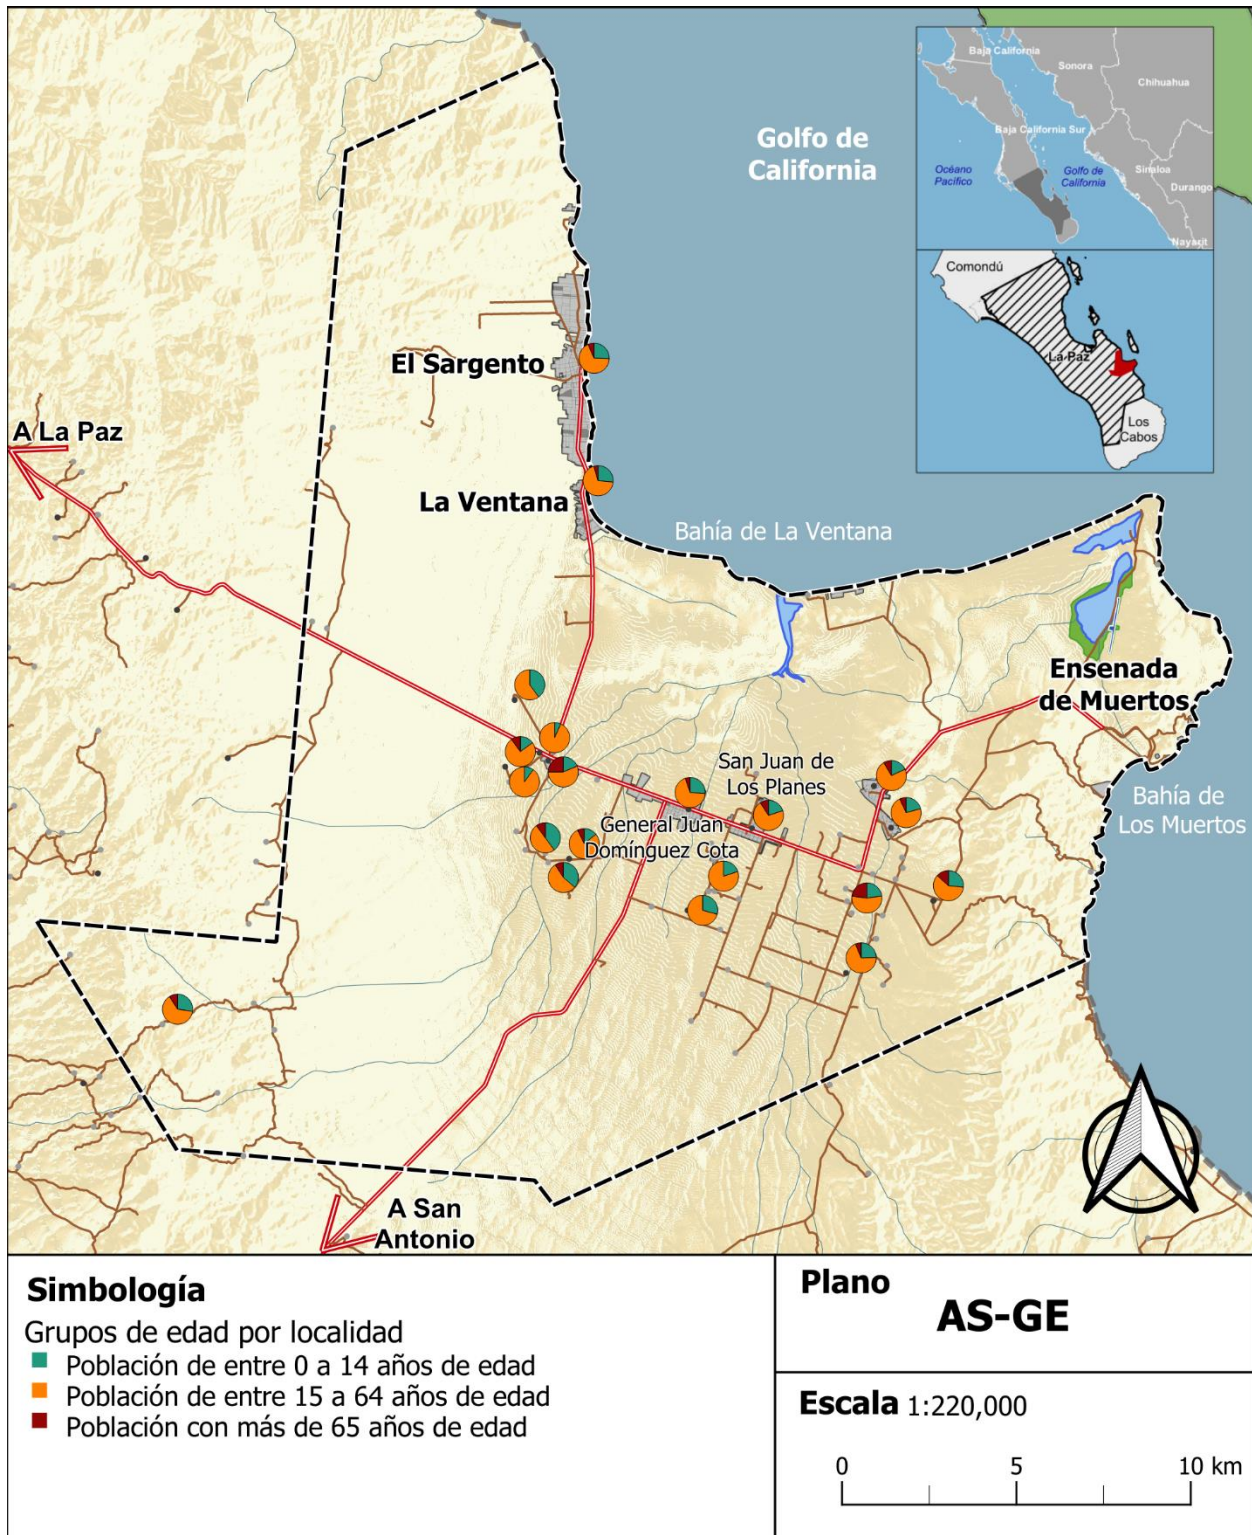 Golfo de
California
Baja California
Sonora
Chihuahua
Baja California Sur
Océano
Pacífico
Golfo de
California
Sinaloa
Durango
Nayarit
Comondú
La Paz
Los
Cabos
El Sargento
A La Paz
La Ventana
Bahía de La Ventana
Ensenada
de Muertos
San Juan de
Los Planes
Bahía de
Los Muertos
General Juan
Domínguez Cota
A San
Antonio
Simbología
Grupos de edad por localidad
Población de entre 0 a 14 años de edad
Población de entre 15 a 64 años de edad
Población con más de 65 años de edad
Plano
AS-GE
Escala 1:220,000
0 5 10 km